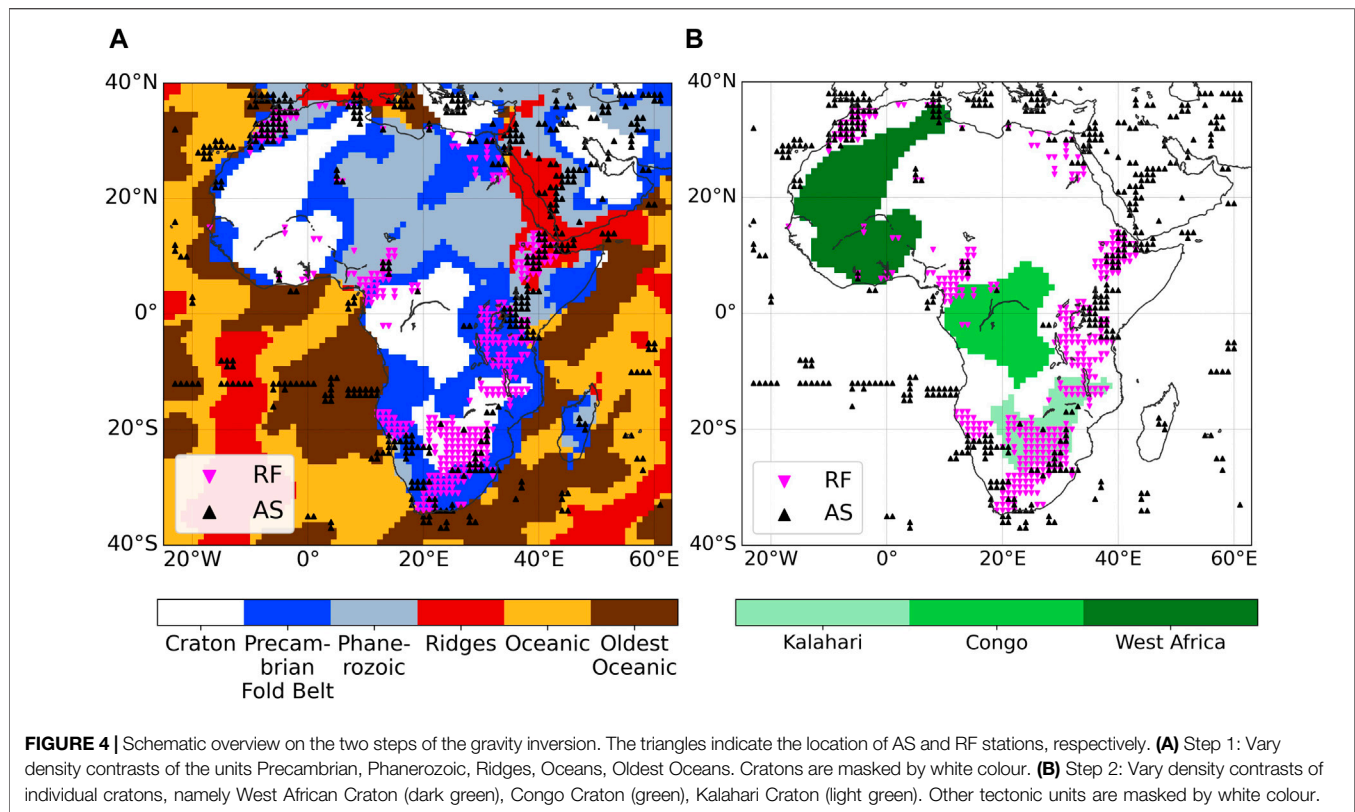 A
40°N
20°N
0°
20°S
40°S
20°W
0°
20°E
40°E
60°E
RF
AS
Craton
Precam-
brian
Fold Belt
Phane-
rozoic
Ridges
Oceanic
Oldest
Oceanic
B
40°N
20°N
0°
20°S
40°S
20°W
0°
20°E
40°E
60°E
RF
AS
Kalahari
Congo
West Africa
FIGURE 4 | Schematic overview on the two steps of the gravity inversion. The triangles indicate the location of AS and RF stations, respectively. (A) Step 1: Vary
density contrasts of the units Precambrian, Phanerozoic, Ridges, Oceans, Oldest Oceans. Cratons are masked by white colour. (B) Step 2: Vary density contrasts of
individual cratons, namely West African Craton (dark green), Congo Craton (green), Kalahari Craton (light green). Other tectonic units are masked by white colour.